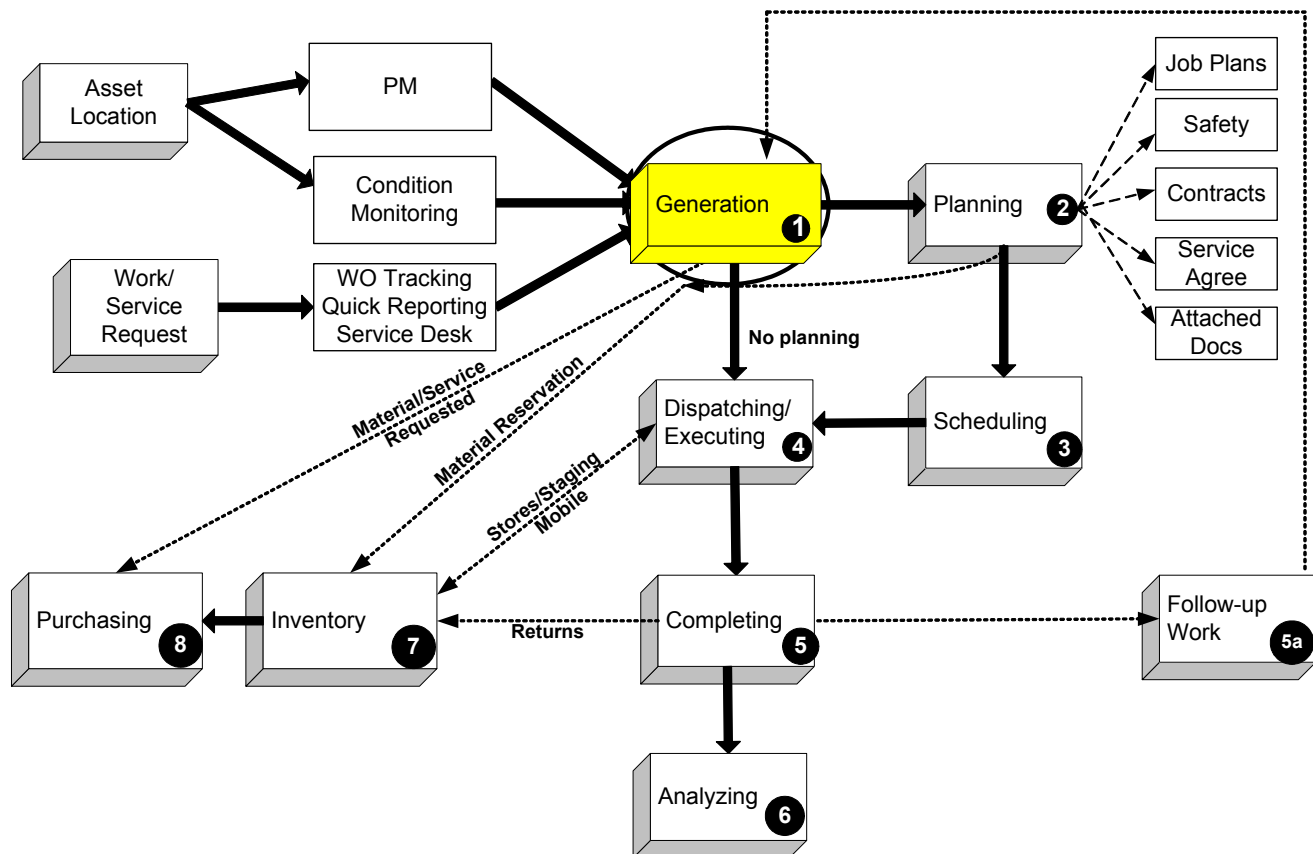 Asset
Location
PM
Job Plans
Safety
Condition
Monitoring
Generation
1
Planning
2
Contracts
Work/
Service
Request
WO Tracking
Quick Reporting
Service Desk
Service
Agree
Attached
Docs
No planning
Material/Service
Requested
Material Reservation
Stores/Staging
Mobile
Dispatching/
Executing
4
Scheduling
3
Purchasing
8
Inventory
7
Returns
Completing
5
Follow-up
Work
5a
Analyzing
6